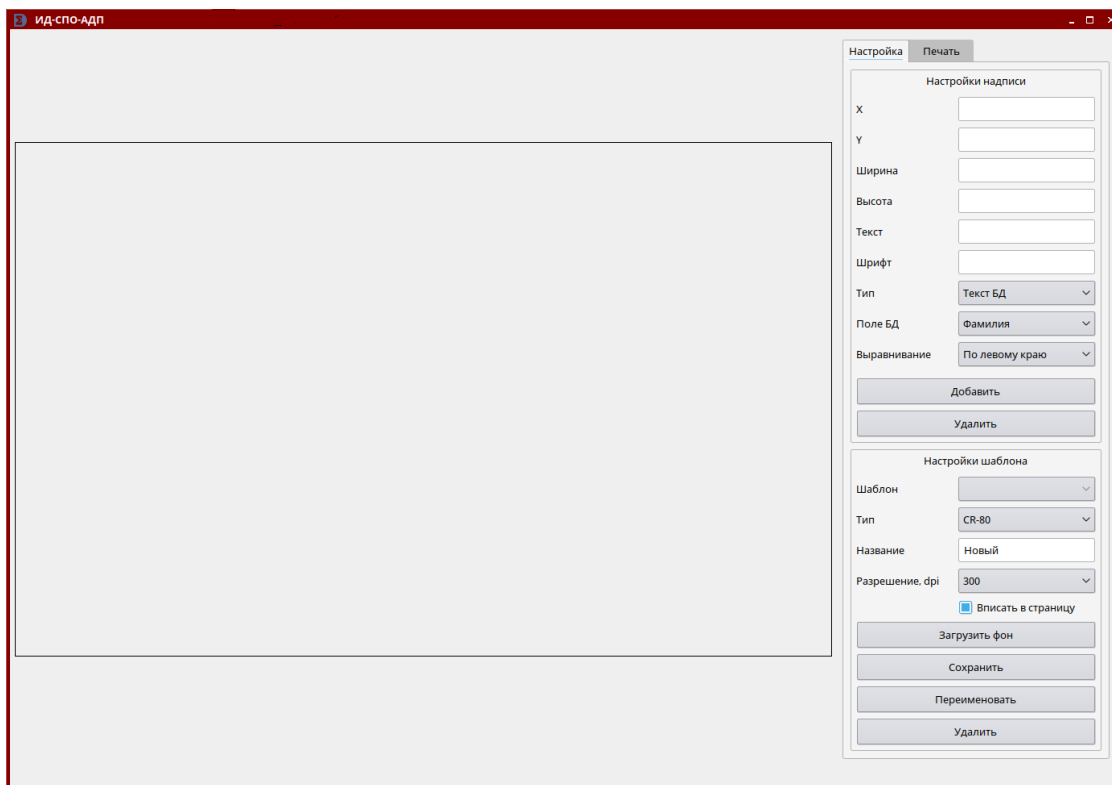 ИД-СПО-АДП
Настройка Печать
Настройки надписи
X
Y
Ширина
Высота
Текст
Шрифт
Тип Текст БД
Поле БД Фамилия
Выравнивание По левому краю
Добавить
Удалить
Настройки шаблона
Шаблон
Тип CR-80
Название Новый
Разрешение, dpi 300
Вписать в страницу
Загрузить фон
Сохранить
Переименовать
Удалить